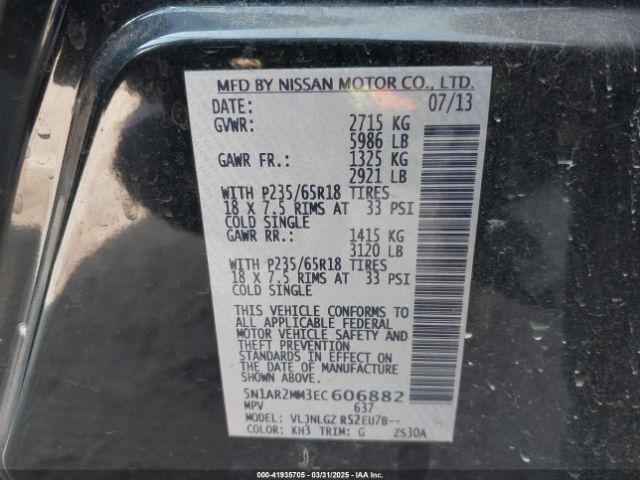 MFD BY NISSAN MOTOR CO., LTD.
DATE: 07/13
GVWR: 2715 KG
5986 LB
GAWR FR.: 1325 KG
2921 LB
WITH P235/65R18 TIRES
18 X 7.5 RIMS AT 33 PSI
COLD SINGLE
GAWR RR.: 1415 KG
3120 LB
WITH P235/65R18 TIRES
18 X 7.5 RIMS AT 33 PSI
COLD SINGLE
THIS VEHICLE CONFORMS TO
ALL APPLICABLE FEDERAL
MOTOR VEHICLE SAFETY AND
THEFT PREVENTION
STANDARDS IN EFFECT ON
THE DATE OF MANUFACTURE
SHOWN ABOVE.
5N1AR2MM3EC606882
MPV 637
MODEL: VLJNLGZ R52EU7B--
COLOR: KH3 TRIM: G ZS30A
00-41935705 - 03/31/2025 - IAA Inc.